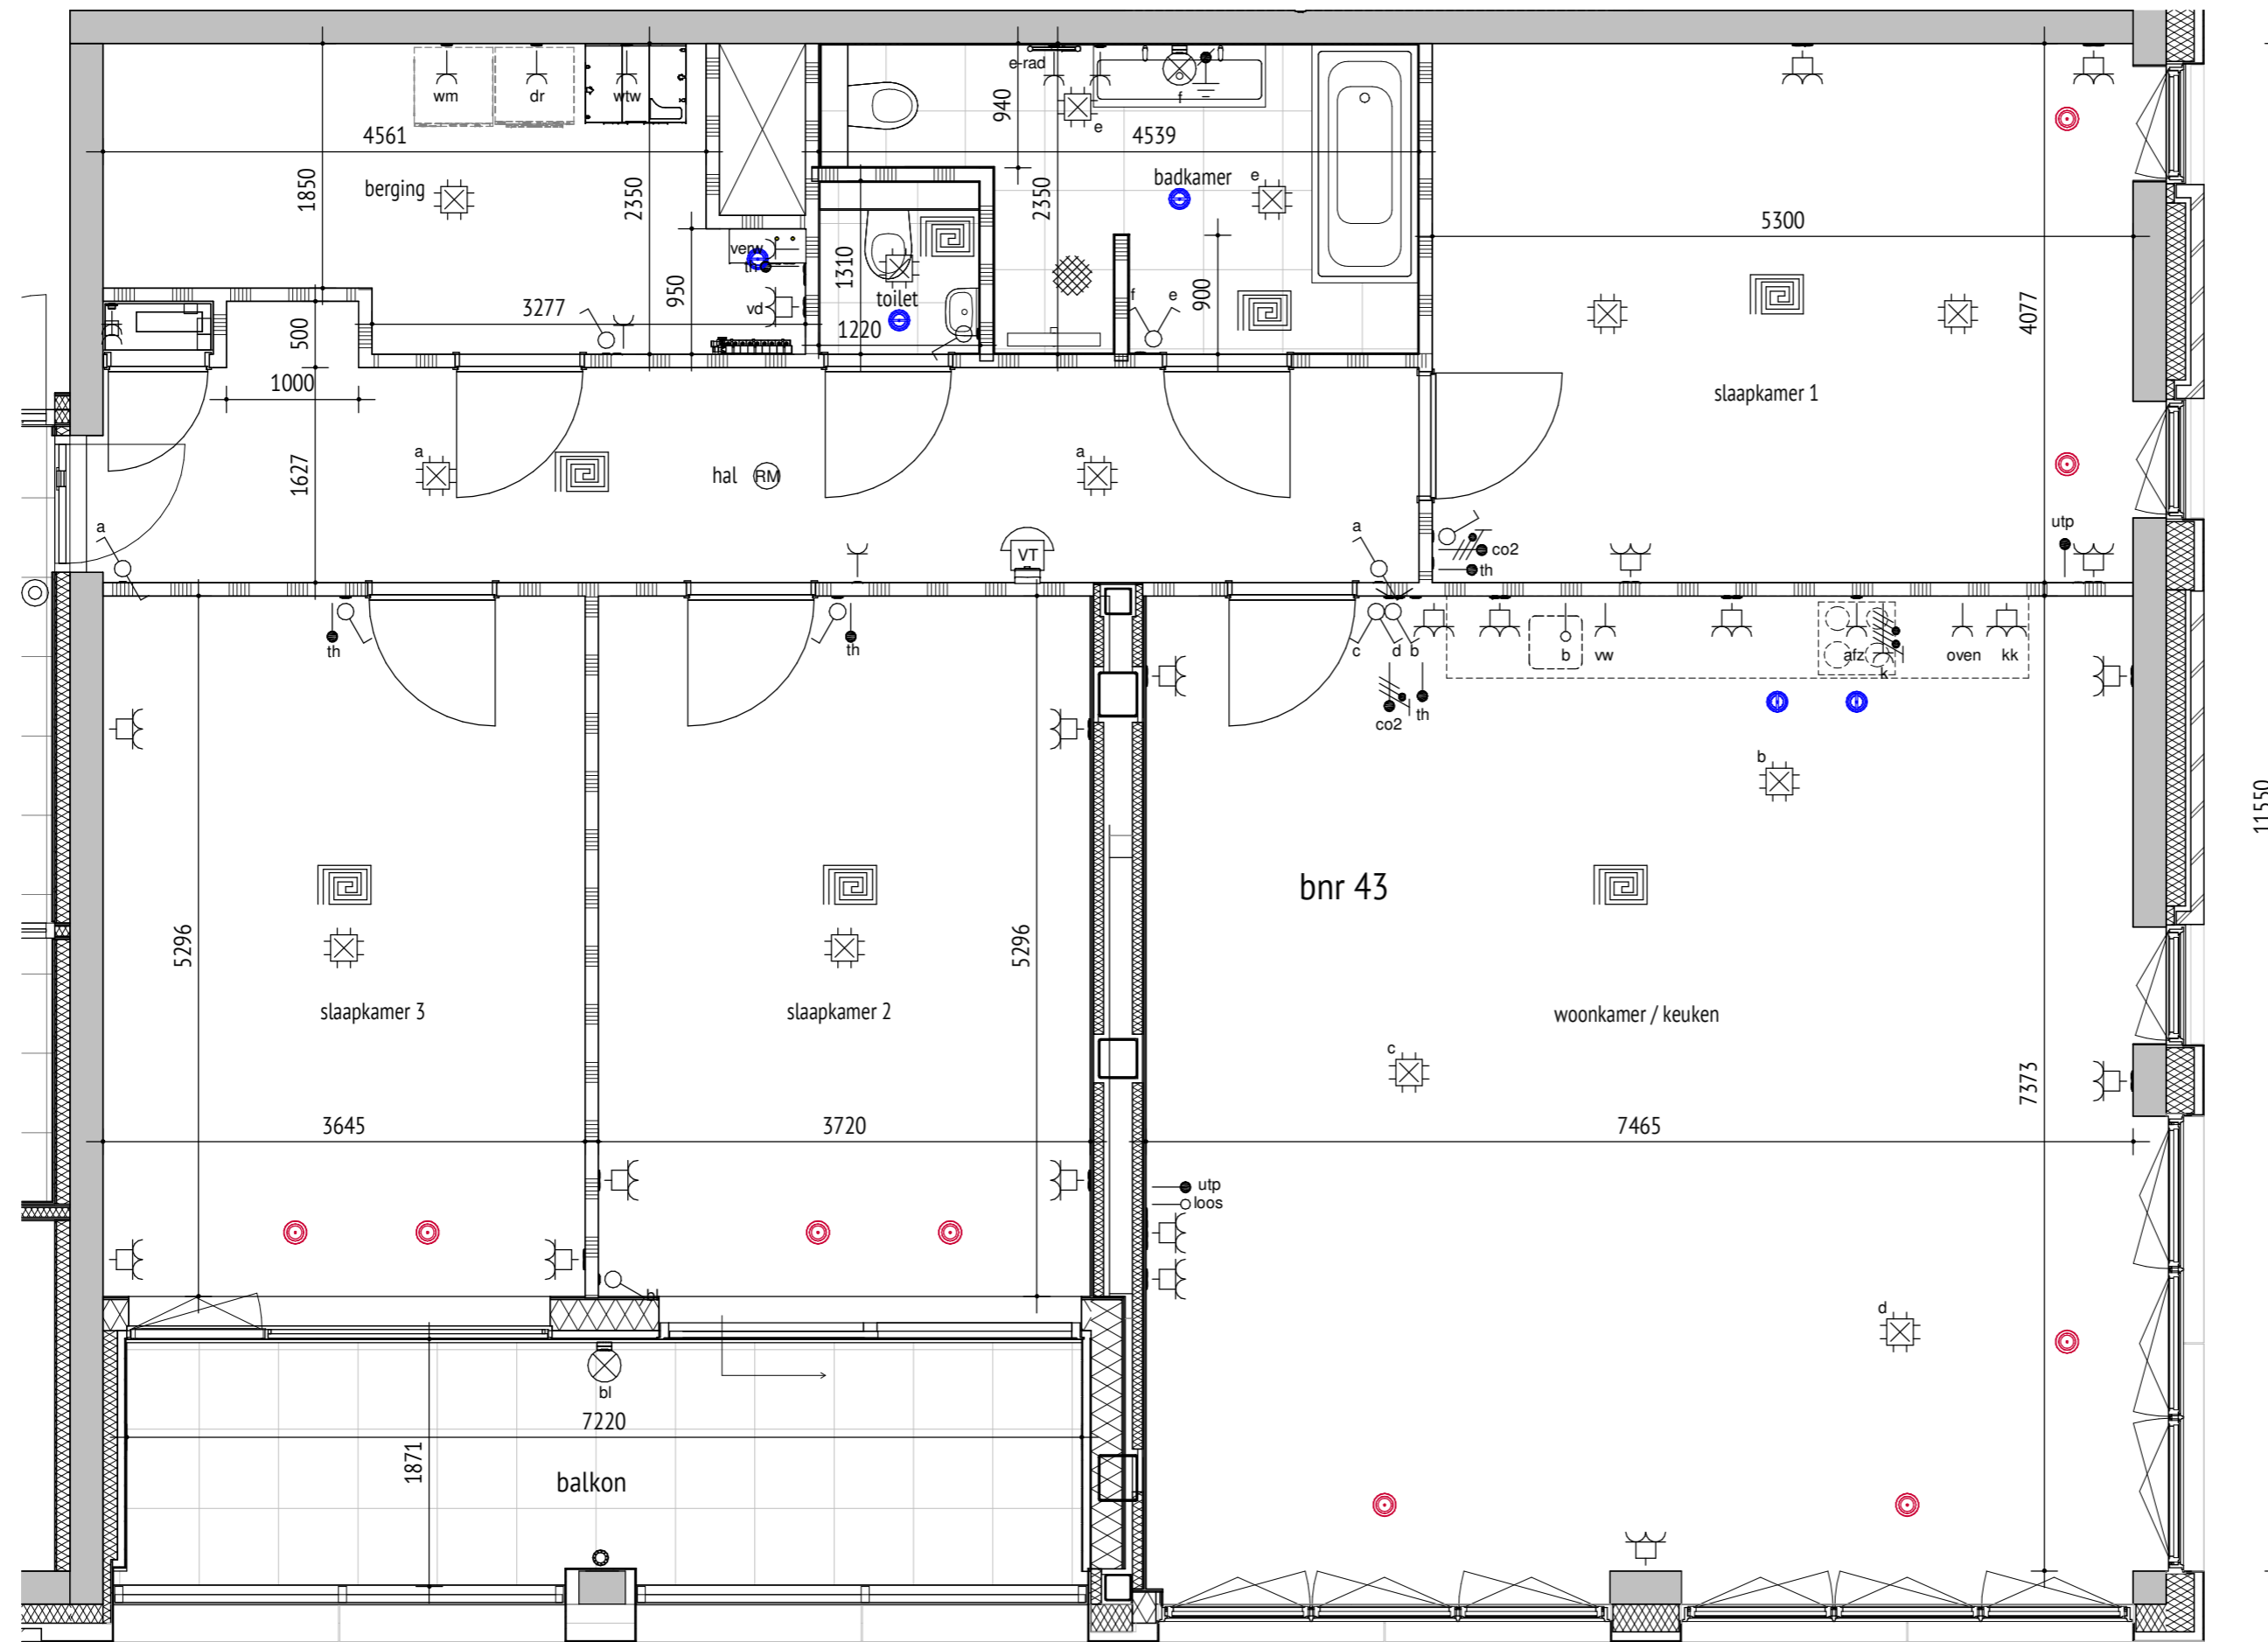 e-rad
wm
dr
wtw
f
e
4561
940
4539
berging
1850
2350
2350
badkamer
e
5300
verw
th
950
1310
toilet
vd
3277
1220
f
e
900
4077
500
1000
slaapkamer 1
a
1627
hal
RM
a
a
VT
a
utp
co2
th
th
th
c
d
b
b
vw
afz
k
oven
kk
co2
th
b
11550
bnr 43
5296
5296
slaapkamer 3
slaapkamer 2
woonkamer / keuken
c
7373
3645
3720
7465
utp
loos
bl
d
bl
7220
1871
balkon